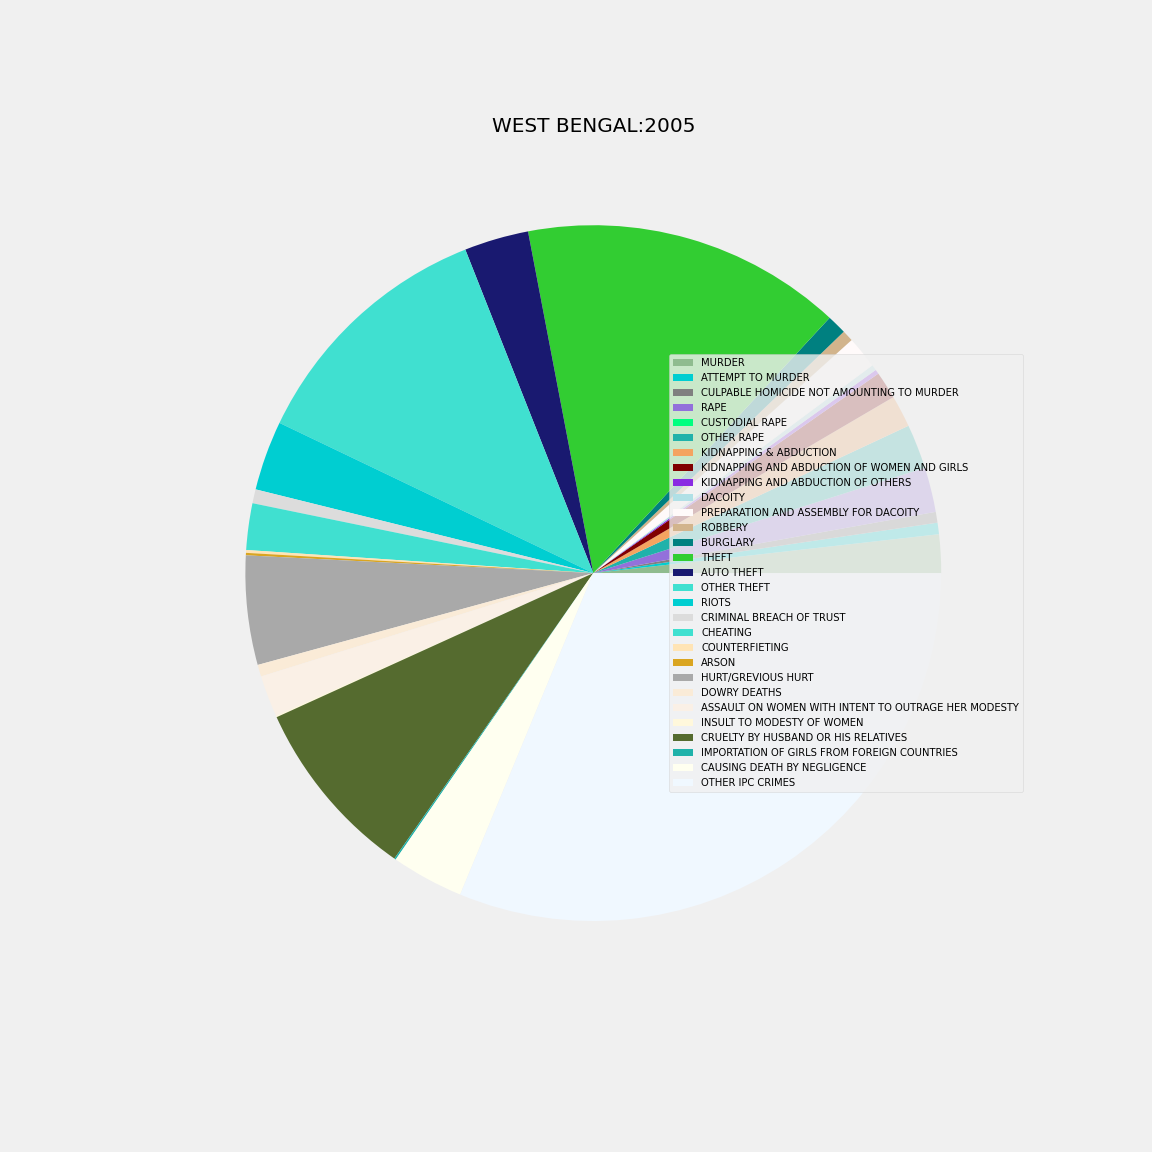 WEST BENGAL:2005
MURDER
ATTEMPT TO MURDER
CULPABLE HOMICIDE NOT AMOUNTING TO MURDER
RAPE
CUSTODIAL RAPE
OTHER RAPE
KIDNAPPING & ABDUCTION
KIDNAPPING AND ABDUCTION OF WOMEN AND GIRLS
KIDNAPPING AND ABDUCTION OF OTHERS
DACOITY
PREPARATION AND ASSEMBLY FOR DACOITY
ROBBERY
BURGLARY
THEFT
AUTO THEFT
OTHER THEFT
RIOTS
CRIMINAL BREACH OF TRUST
CHEATING
COUNTERFIETING
ARSON
HURT/GREVIOUS HURT
DOWRY DEATHS
ASSAULT ON WOMEN WITH INTENT TO OUTRAGE HER MODESTY
INSULT TO MODESTY OF WOMEN
CRUELTY BY HUSBAND OR HIS RELATIVES
IMPORTATION OF GIRLS FROM FOREIGN COUNTRIES
CAUSING DEATH BY NEGLIGENCE
OTHER IPC CRIMES